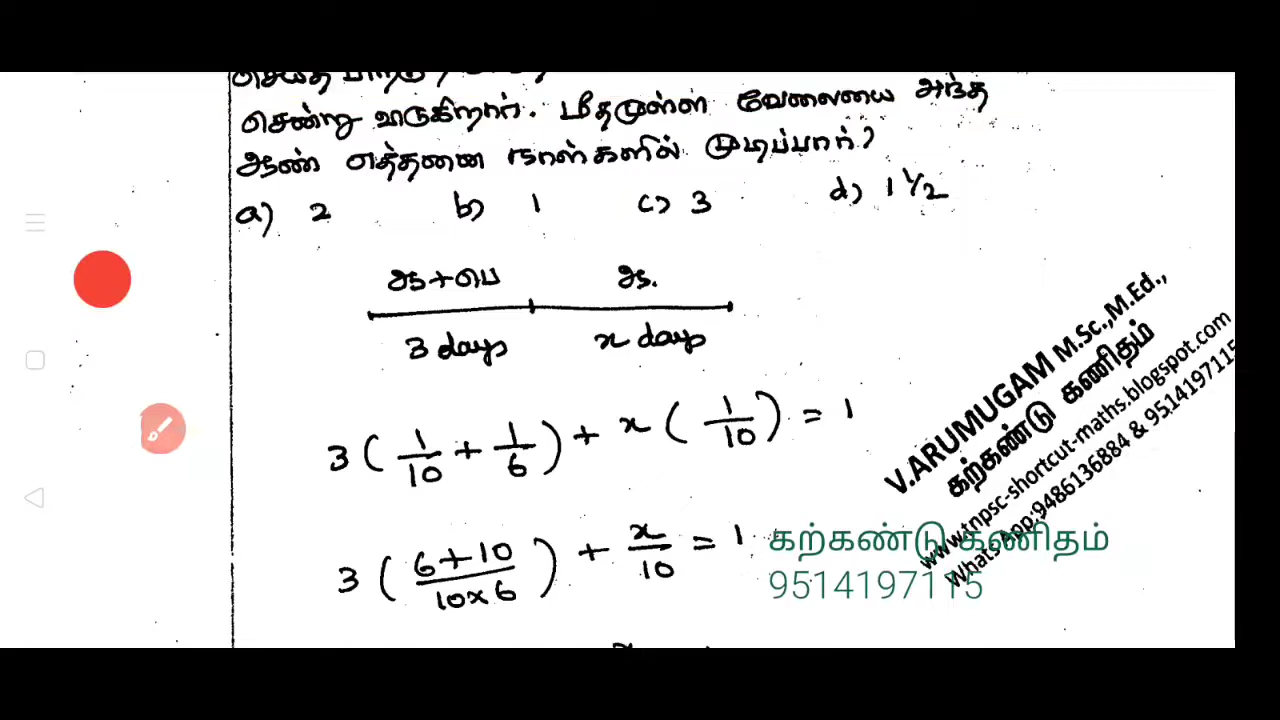 சென்று வருகிறார். மீதமுள்ள வேலையை அந்த
ஆண் எத்தனை நாள்களில் முடிப்பார்?
a) 2 b) 1 c) 3 d) 1 1/2
ஆ+பெ ஆ.
3 days x days
3 ( 1/10 + 1/6 ) + x ( 1/10 ) = 1
3 ( 6+10 / 10×6 ) + x/10 = 1
V.ARUMUGAM M.Sc.,M.Ed.,
கற்கண்டு கணிதம்
www.tnpsc-shortcut-maths.blogspot.com
WhatsApp:9486136884 & 9514197115
கற்கண்டு கணிதம்
9514197115